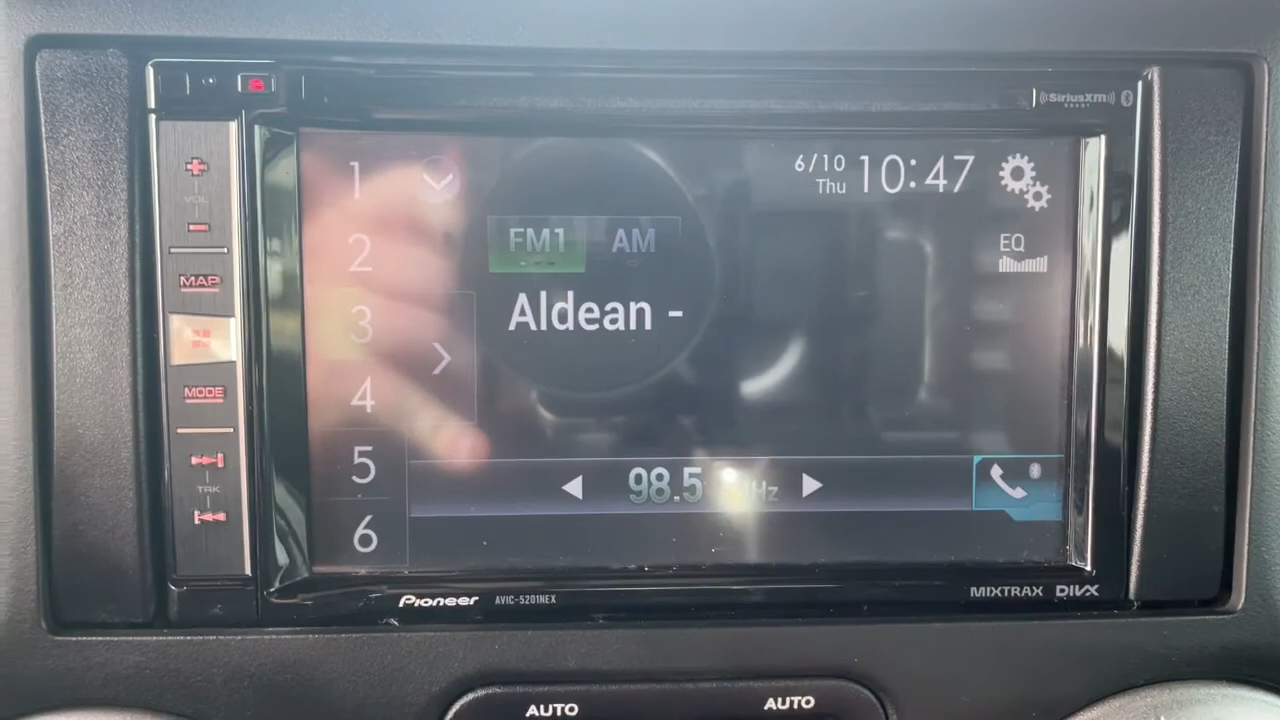 ((SiriusXM))
READY
VOL
MAP
MODE
TRK
1
2
3
4
5
6
6/10
Thu
10:47
FM1 AM
EQ
Aldean -
98.5
Pioneer AVIC-5201NEX
MIXTRAX DIVX
AUTO AUTO